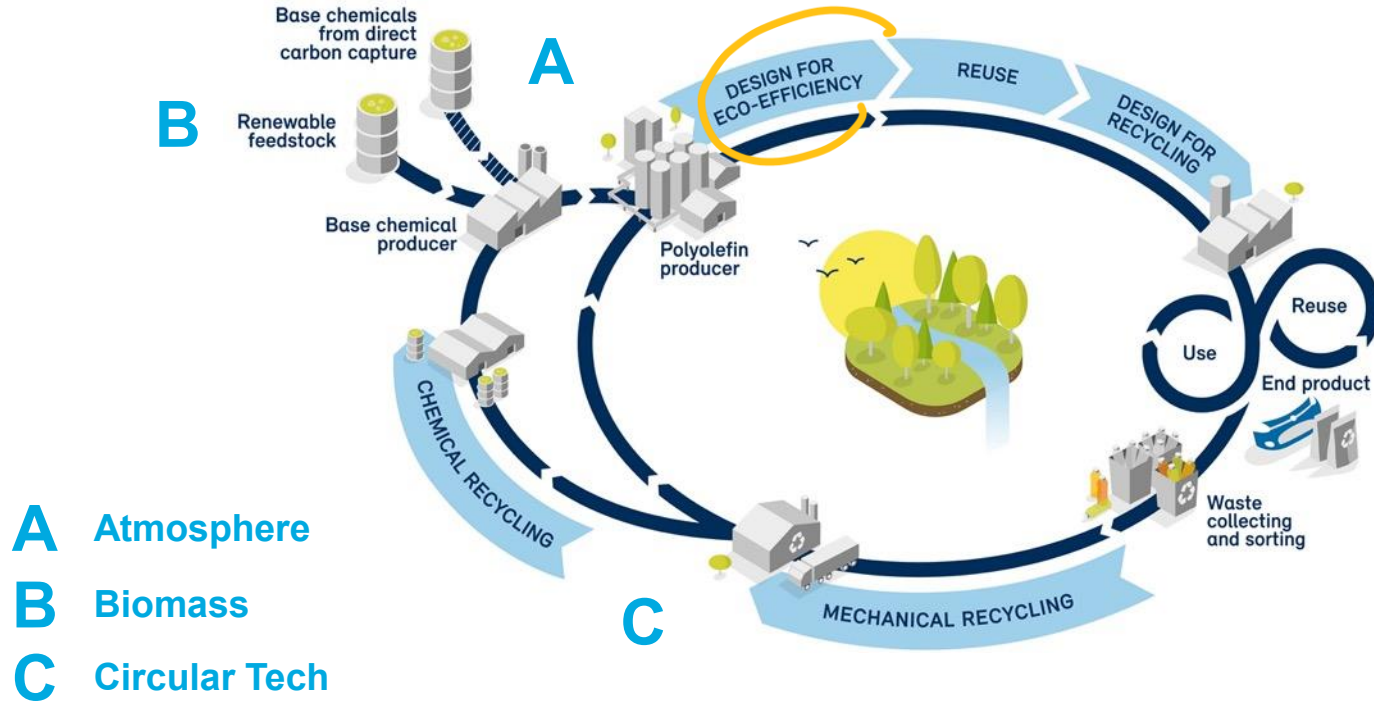 Base chemicals
from direct
carbon capture
A
B
Renewable
feedstock
DESIGN FOR
ECO-EFFICIENCY
REUSE
DESIGN FOR
RECYCLING
Base chemical
producer
Polyolefin
producer
Reuse
Use
End product
CHEMICAL RECYCLING
Waste
collecting
and sorting
MECHANICAL RECYCLING
C
A Atmosphere
B Biomass
C Circular Tech